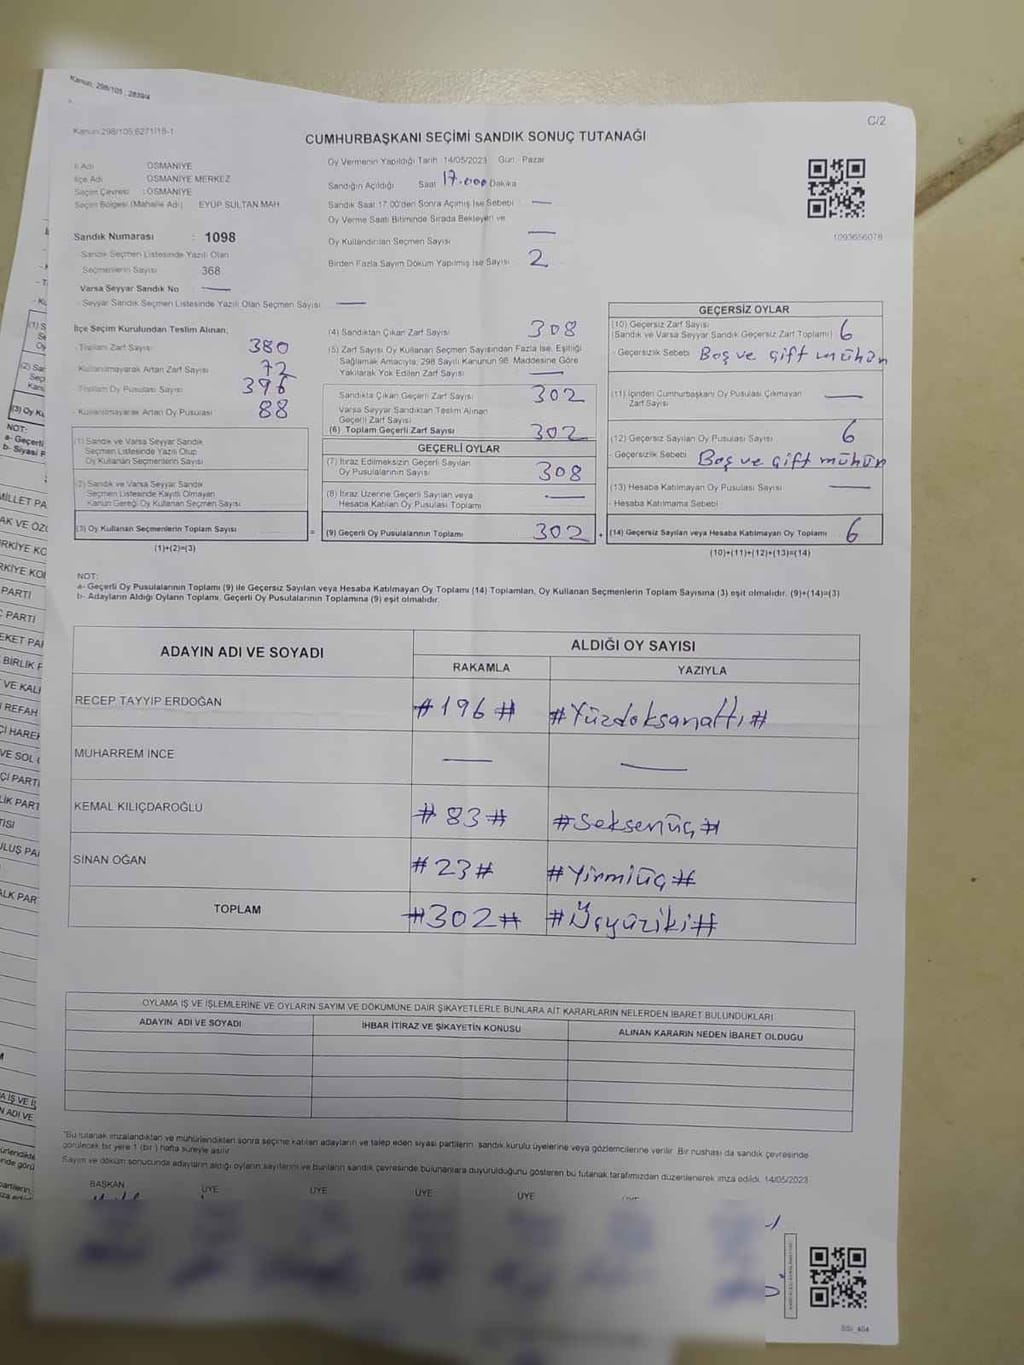 Kanun: 298/105; 2839/4
Kanun:298/105;6271/18-1
C/2
CUMHURBAŞKANI SEÇİMİ SANDIK SONUÇ TUTANAĞI
İl Adı OSMANİYE
İlçe Adı OSMANİYE MERKEZ
Seçim Çevresi : OSMANİYE
Seçim Bölgesi (Mahalle Adı) EYÜP SULTAN MAH
Sandık Numarası : 1098
Sandık Seçmen Listesinde Yazılı Olan
Seçmenlerin Sayısı 368
Varsa Seyyar Sandık No —
Seyyar Sandık Seçmen Listesinde Yazılı Olan Seçmen Sayısı —
Oy Vermenin Yapıldığı Tarih 14/05/2023 Gün: Pazar
Sandığın Açıldığı Saat 17.00 Dakika
Sandık Saat 17.00'den Sonra Açılmış İse Sebebi —
Oy Verme Saati Bitiminde Sırada Bekleyen ve
Oy Kullandırılan Seçmen Sayısı —
Birden Fazla Sayım Döküm Yapılmış İse Sayısı 2
1093656078
İlçe Seçim Kurulundan Teslim Alınan;
Toplam Zarf Sayısı 380
Kullanılmayarak Artan Zarf Sayısı 72
Toplam Oy Pusulası Sayısı 396
Kullanılmayarak Artan Oy Pusulası 88
(1) Sandık ve Varsa Seyyar Sandık
Seçmen Listesinde Yazılı Olup
Oy Kullanan Seçmenlerin Sayısı
(2) Sandık ve Varsa Seyyar Sandık
Seçmen Listesinde Kayıtlı Olmayan
Kanun Gereği Oy Kullanan Seçmen Sayısı
(3) Oy Kullanan Seçmenlerin Toplam Sayısı =
(1)+(2)=(3)
(4) Sandıktan Çıkan Zarf Sayısı 308
(5) Zarf Sayısı Oy Kullanan Seçmen Sayısından Fazla İse, Eşitliği
Sağlamak Amacıyla, 298 Sayılı Kanunun 98. Maddesine Göre
Yakılarak Yok Edilen Zarf Sayısı —
Sandıkta Çıkan Geçerli Zarf Sayısı 302
Varsa Seyyar Sandıktan Teslim Alınan
Geçerli Zarf Sayısı
(6) Toplam Geçerli Zarf Sayısı 302
GEÇERLİ OYLAR
(7) İtiraz Edilmeksizin Geçerli Sayılan
Oy Pusulalarının Sayısı 308
(8) İtiraz Üzerine Geçerli Sayılan veya
Hesaba Katılan Oy Pusulası Toplamı —
(9) Geçerli Oy Pusulalarının Toplamı 302 +
GEÇERSİZ OYLAR
(10) Geçersiz Zarf Sayısı
(Sandık ve Varsa Seyyar Sandık Geçersiz Zarf Toplamı) 6
- Geçersizlik Sebebi Boş ve çift mühün
(11) İçinden Cumhurbaşkanı Oy Pusulası Çıkmayan
Zarf Sayısı —
(12) Geçersiz Sayılan Oy Pusulası Sayısı 6
- Geçersizlik Sebebi Boş ve çift mühün
(13) Hesaba Katılmayan Oy Pusulası Sayısı —
- Hesaba Katılmama Sebebi
(14) Geçersiz Sayılan veya Hesaba Katılmayan Oy Toplamı 6
(10)+(11)+(12)+(13)=(14)
NOT:
a- Geçerli Oy Pusulalarının Toplamı (9) ile Geçersiz Sayılan veya Hesaba Katılmayan Oy Toplamı (14) Toplamları, Oy Kullanan Seçmenlerin Toplam Sayısına (3) eşit olmalıdır. (9)+(14)=(3)
b- Adayların Aldığı Oyların Toplamı, Geçerli Oy Pusulalarının Toplamına (9) eşit olmalıdır.
ADAYIN ADI VE SOYADI
ALDIĞI OY SAYISI
RAKAMLA YAZIYLA
RECEP TAYYİP ERDOĞAN #196# #Yüzdoksanaltı#
MUHARREM İNCE — —
KEMAL KILIÇDAROĞLU #83# #Seksenüç#
SİNAN OĞAN #23# #Yirmiüç#
TOPLAM #302# #Üçyüziki#
OYLAMA İŞ VE İŞLEMLERİNE VE OYLARIN SAYIM VE DÖKÜMÜNE DAİR ŞİKAYETLERLE BUNLARA AİT KARARLARIN NELERDEN İBARET BULUNDUKLARI
ADAYIN ADI VE SOYADI İHBAR İTİRAZ VE ŞİKAYETİN KONUSU ALINAN KARARIN NEDEN İBARET OLDUĞU
"Bu tutanak imzalandıktan ve mühürlendikten sonra seçime katılan adayların ve talep eden siyasi partilerin, sandık kurulu üyelerine veya gözlemcilerine verilir. Bir nüshası da sandık çevresinde
görülecek bir yere 1 (bir) hafta süreyle asılır.
Sayım ve döküm sonucunda adayların aldığı oyların sayılarını ve bunların sandık çevresinde bulunanlara duyurulduğunu gösteren bu tutanak tarafımızdan düzenlenerek imza edildi. 14/05/2023
BAŞKAN ÜYE ÜYE ÜYE ÜYE